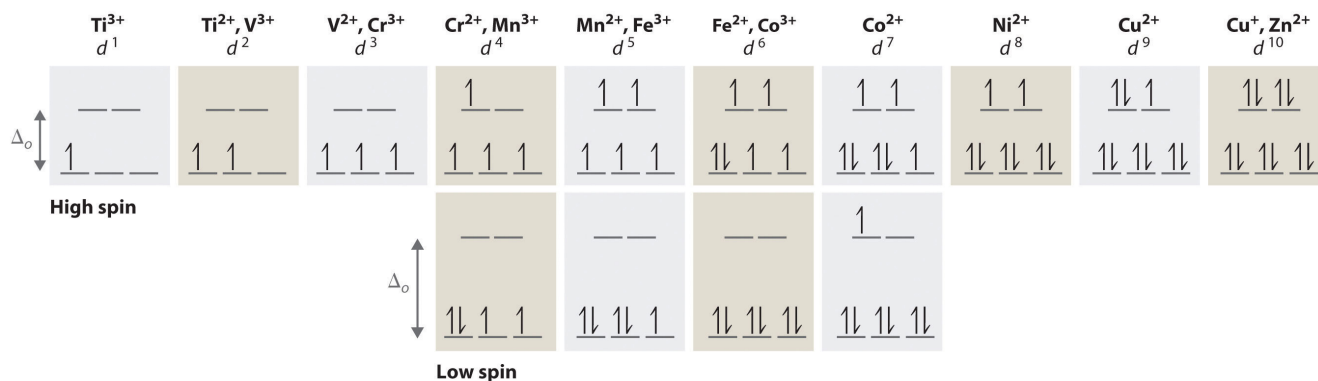 Ti³⁺ Ti²⁺, V³⁺ V²⁺, Cr³⁺ Cr²⁺, Mn³⁺ Mn²⁺, Fe³⁺ Fe²⁺, Co³⁺ Co²⁺ Ni²⁺ Cu²⁺ Cu⁺, Zn²⁺
d¹ d² d³ d⁴ d⁵ d⁶ d⁷ d⁸ d⁹ d¹⁰
Δₒ
High spin
Δₒ
Low spin